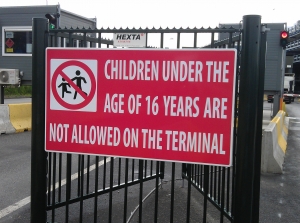 HEXTA
CHILDREN UNDER THE
AGE OF 16 YEARS ARE
NOT ALLOWED ON THE TERMINAL